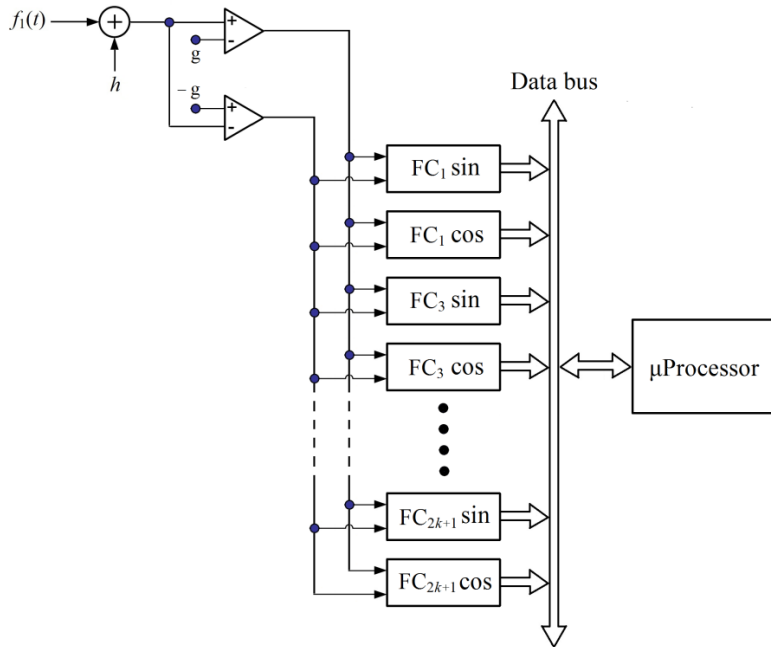 f₁(t)
h
+
-
g
– g
+
-
Data bus
FC₁ sin
FC₁ cos
FC₃ sin
FC₃ cos
μProcessor
FC₂ₖ₊₁ sin
FC₂ₖ₊₁ cos